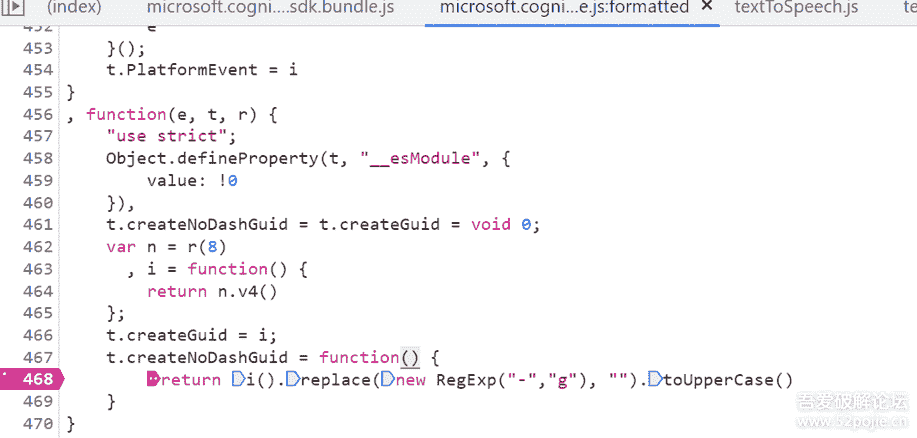 (index) microsoft.cogni....sdk.bundle.js microsoft.cogni...e.js:formatted × textToSpeech.js te
452 e
453 }();
454 t.PlatformEvent = i
455 }
456 , function(e, t, r) {
457 "use strict";
458 Object.defineProperty(t, "__esModule", {
459 value: !0
460 }),
461 t.createNoDashGuid = t.createGuid = void 0;
462 var n = r(8)
463 , i = function() {
464 return n.v4()
465 };
466 t.createGuid = i;
467 t.createNoDashGuid = function() {
468 return i().replace(new RegExp("-","g"), "").toUpperCase()
469 }
470 }
吾爱破解论坛
www.52pojie.cn